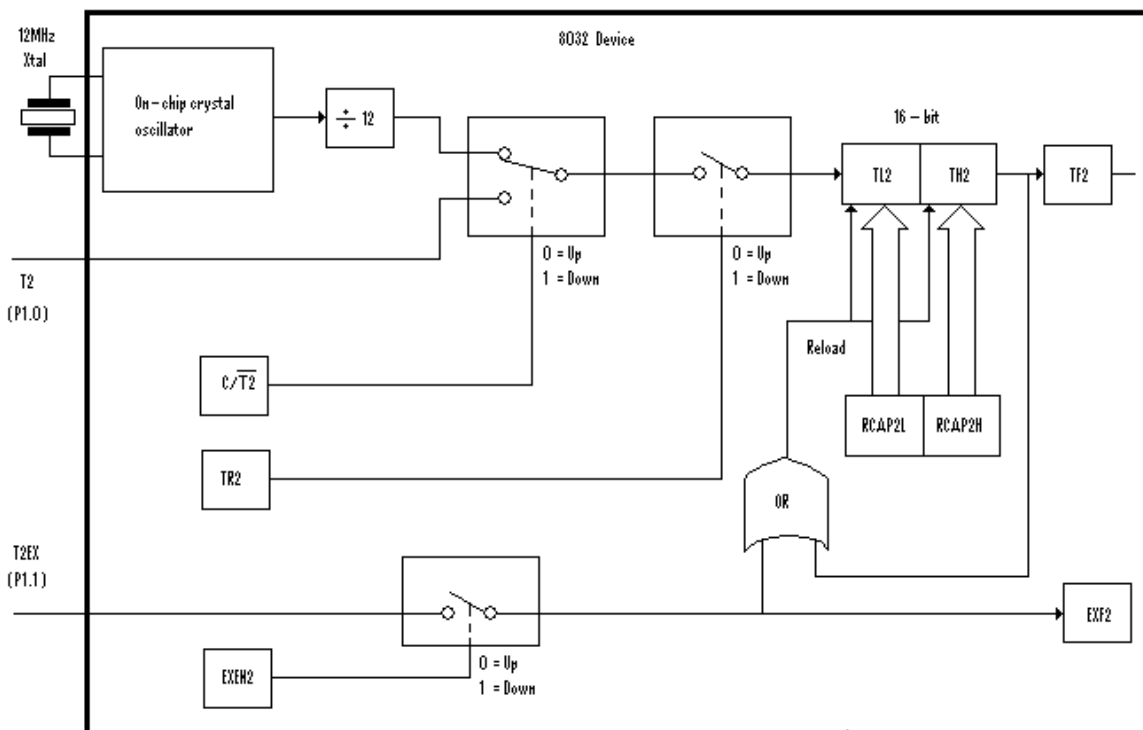 12MHz
Xtal
8032 Device
On-chip crystal
oscillator
÷ 12
16 - bit
TL2
TH2
TF2
0 = Up
1 = Down
0 = Up
1 = Down
T2
(P1.0)
Reload
C/T̅2̅
RCAP2L
RCAP2H
TR2
OR
T2EX
(P1.1)
EXF2
EXEN2
0 = Up
1 = Down